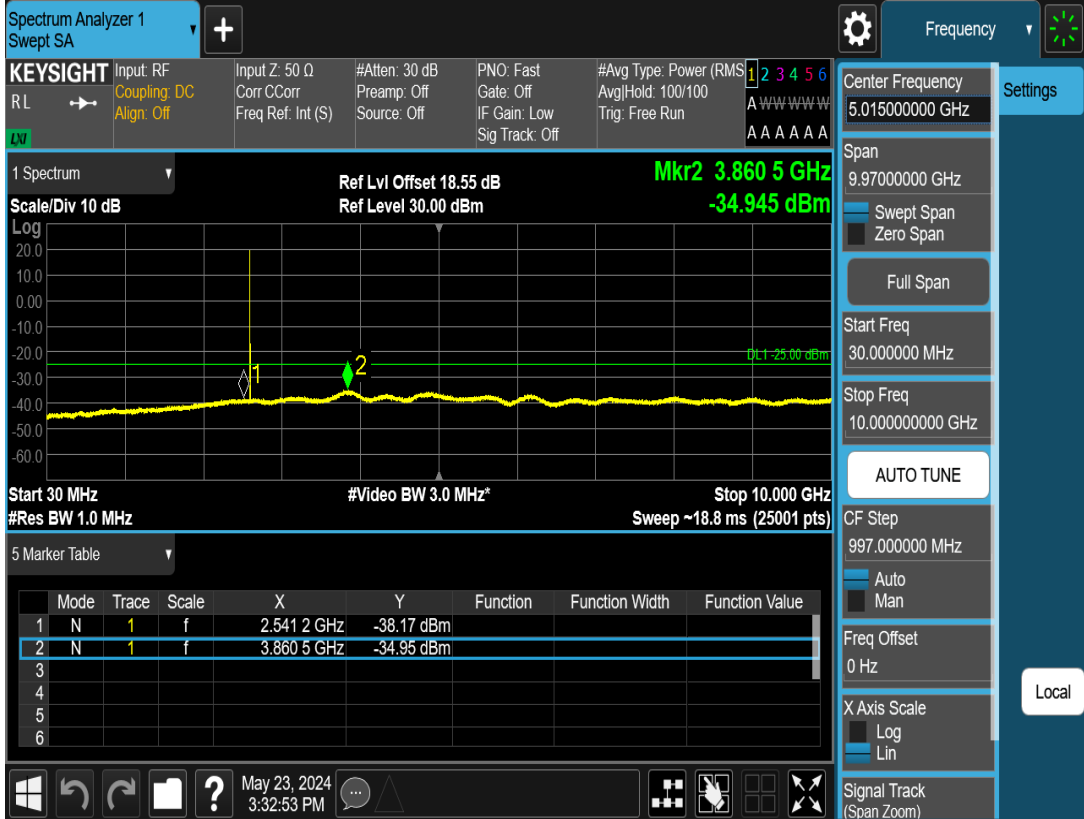 Spectrum Analyzer 1
Swept SA
+
Frequency
KEYSIGHT
RL
LXI
Input: RF
Coupling: DC
Align: Off
Input Z: 50 Ω
Corr CCorr
Freq Ref: Int (S)
#Atten: 30 dB
Preamp: Off
Source: Off
PNO: Fast
Gate: Off
IF Gain: Low
Sig Track: Off
#Avg Type: Power (RMS
Avg|Hold: 100/100
Trig: Free Run
1 2 3 4 5 6
A W W W W W
A A A A A A
1 Spectrum
Scale/Div 10 dB
Ref Lvl Offset 18.55 dB
Ref Level 30.00 dBm
Mkr2 3.860 5 GHz
-34.945 dBm
Log
20.0
10.0
0.00
-10.0
-20.0
-30.0
-40.0
-50.0
-60.0
1
2
DL1 -25.00 dBm
Start 30 MHz
#Video BW 3.0 MHz*
Stop 10.000 GHz
#Res BW 1.0 MHz
Sweep ~18.8 ms (25001 pts)
5 Marker Table
Mode Trace Scale X Y Function Function Width Function Value
1 N 1 f 2.541 2 GHz -38.17 dBm
2 N 1 f 3.860 5 GHz -34.95 dBm
3
4
5
6
?
May 23, 2024
3:32:53 PM
Center Frequency
5.015000000 GHz
Span
9.97000000 GHz
Swept Span
Zero Span
Full Span
Start Freq
30.000000 MHz
Stop Freq
10.000000000 GHz
AUTO TUNE
CF Step
997.000000 MHz
Auto
Man
Freq Offset
0 Hz
X Axis Scale
Log
Lin
Signal Track
(Span Zoom)
Settings
Local